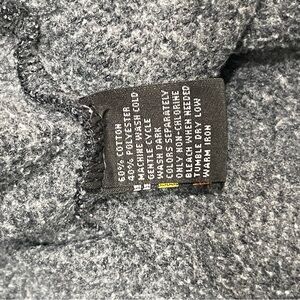 60% COTTON
40% POLYESTER
MACHINE WASH COLD
GENTLE CYCLE
WASH DARK
COLORS SEPARATELY
ONLY NON-CHLORINE
BLEACH WHEN NEEDED
TUMBLE DRY LOW
WARM IRON